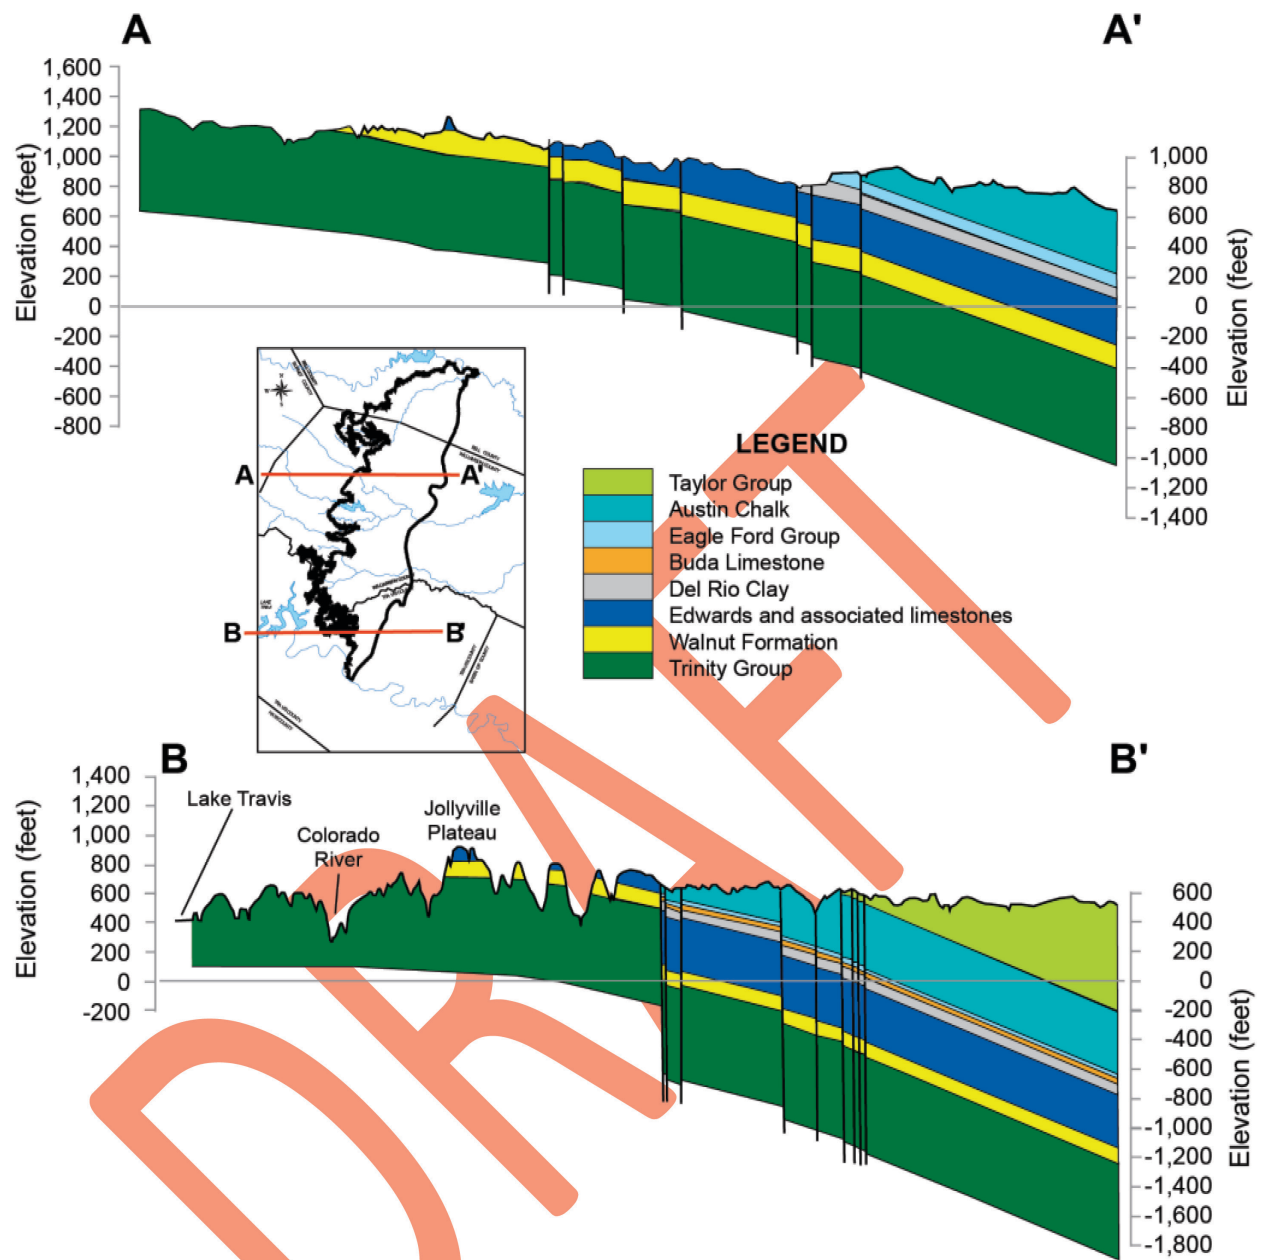 A
A'
1,600
1,400
1,200
1,000
800
600
400
200
0
-200
-400
-600
-800
Elevation (feet)
1,000
800
600
400
200
0
-200
-400
-600
-800
-1,000
-1,200
-1,400
Elevation (feet)
A
A'
B
B'
LEGEND
Taylor Group
Austin Chalk
Eagle Ford Group
Buda Limestone
Del Rio Clay
Edwards and associated limestones
Walnut Formation
Trinity Group
DRAFT
B
B'
1,400
1,200
1,000
800
600
400
200
0
-200
Elevation (feet)
Lake Travis
Colorado
River
Jollyville
Plateau
600
400
200
0
-200
-400
-600
-800
-1,000
-1,200
-1,400
-1,600
-1,800
Elevation (feet)